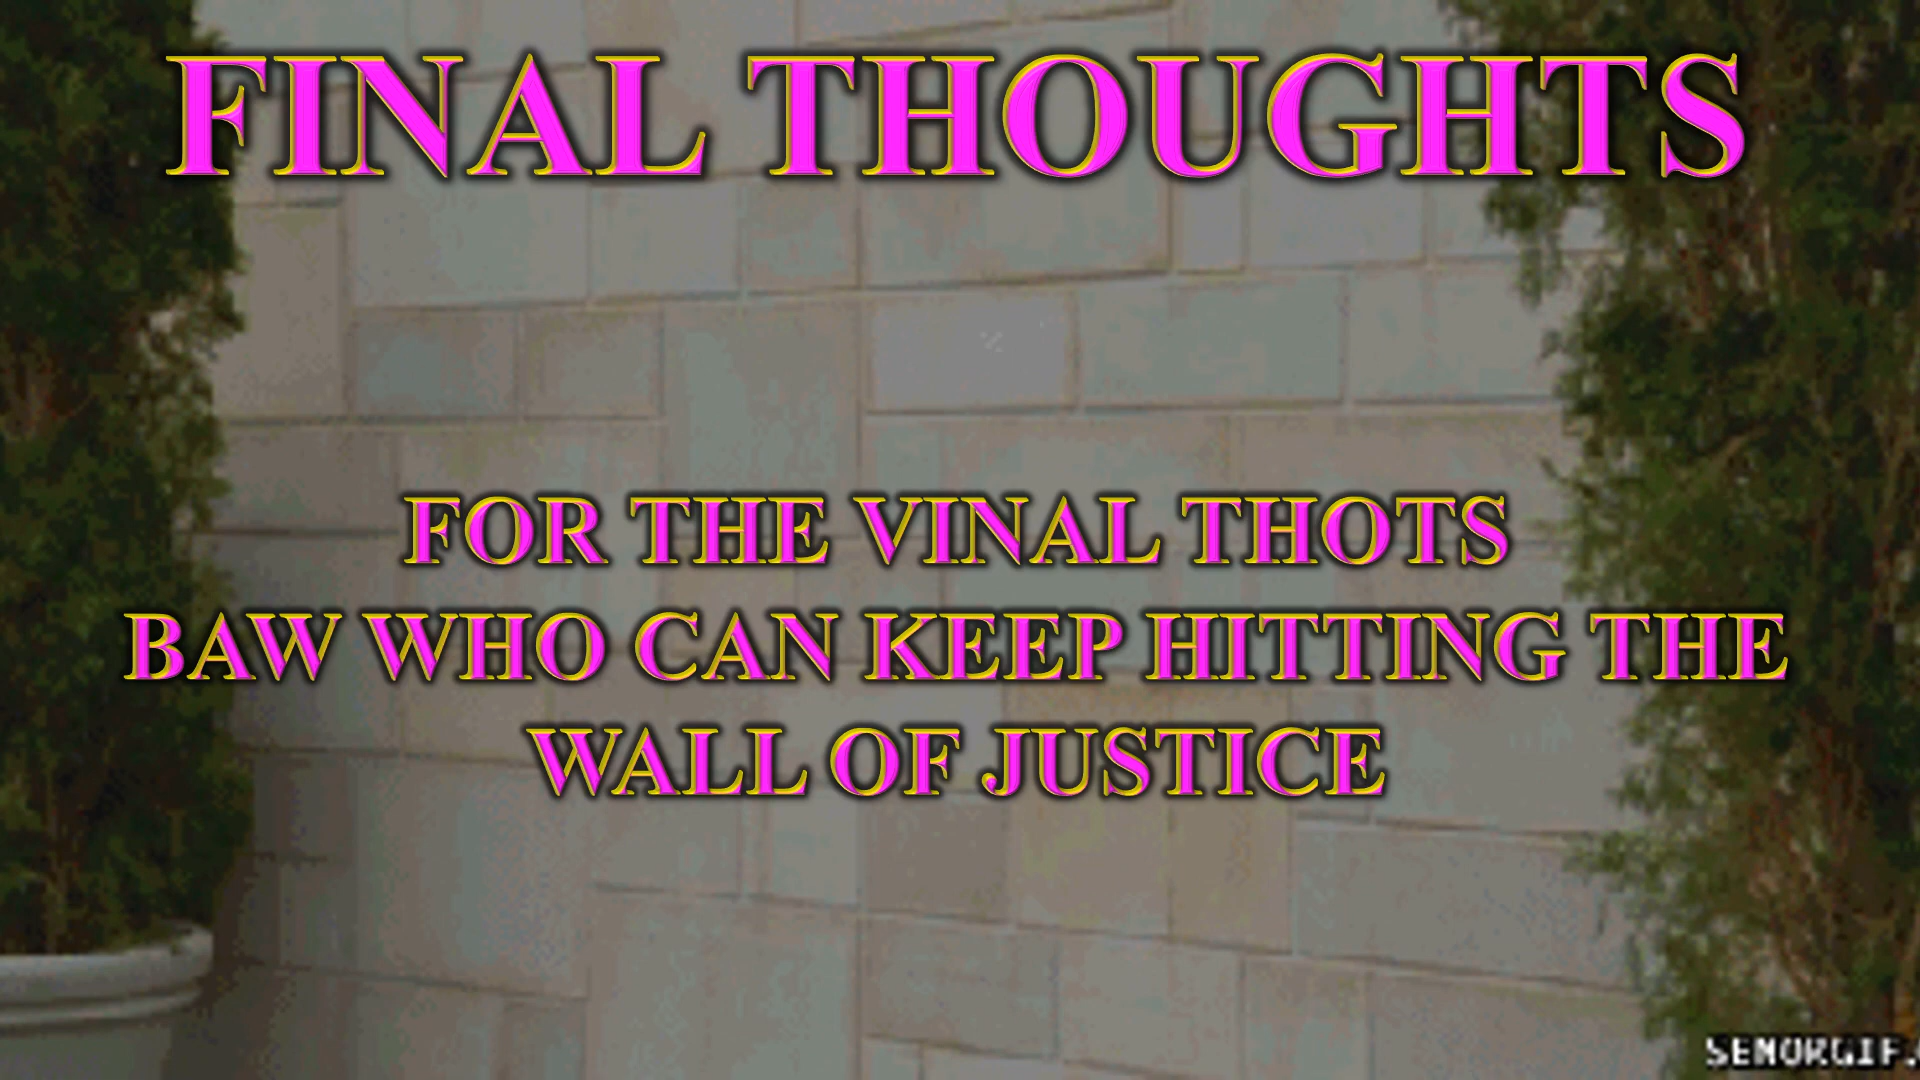 FINAL THOUGHTS
FOR THE VINAL THOTS
BAW WHO CAN KEEP HITTING THE
WALL OF JUSTICE
SENORGIF.